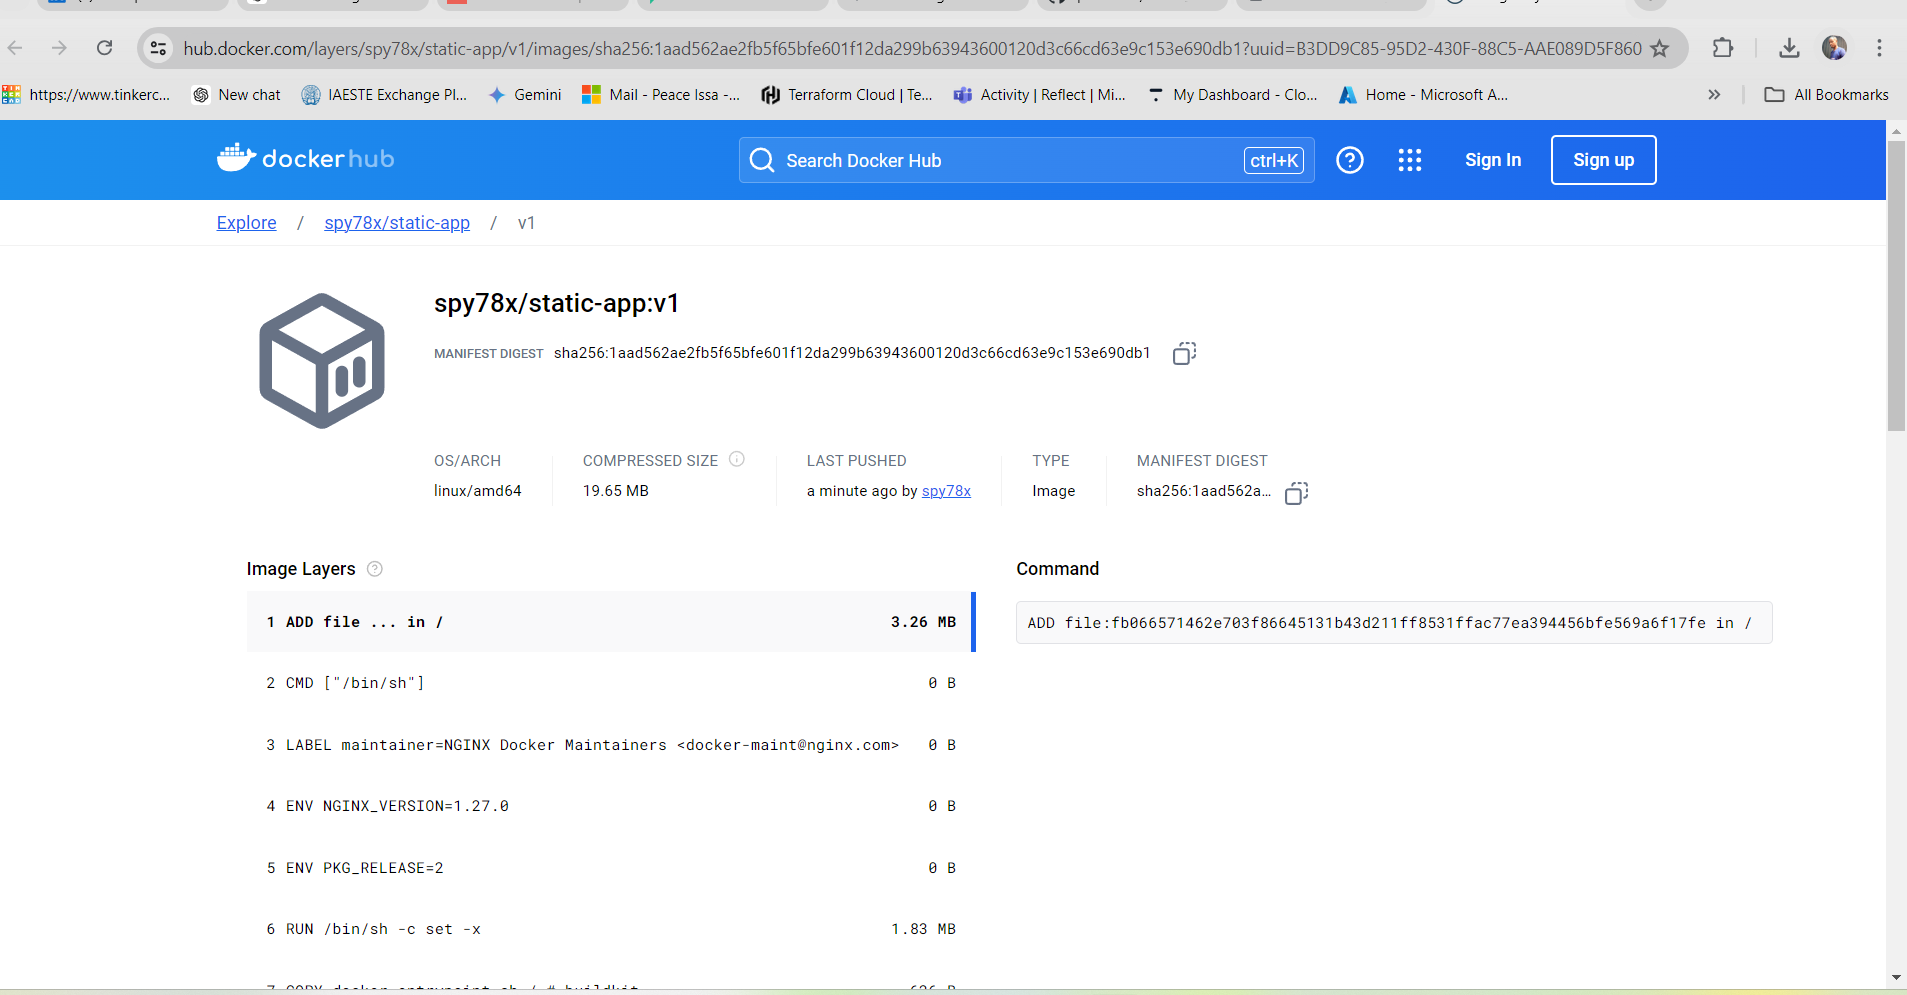 hub.docker.com/layers/spy78x/static-app/v1/images/sha256:1aad562ae2fb5f65bfe601f12da299b63943600120d3c66cd63e9c153e690db1?uuid=B3DD9C85-95D2-430F-88C5-AAE089D5F860
https://www.tinkerc... New chat IAESTE Exchange Pl... Gemini Mail - Peace Issa -... Terraform Cloud | Te... Activity | Reflect | Mi... My Dashboard - Clo... Home - Microsoft A... » All Bookmarks
dockerhub Search Docker Hub ctrl+K ? Sign In Sign up
Explore / spy78x/static-app / v1
spy78x/static-app:v1
MANIFEST DIGEST sha256:1aad562ae2fb5f65bfe601f12da299b63943600120d3c66cd63e9c153e690db1
OS/ARCH COMPRESSED SIZE LAST PUSHED TYPE MANIFEST DIGEST
linux/amd64 19.65 MB a minute ago by spy78x Image sha256:1aad562a...
Image Layers ?
1 ADD file ... in / 3.26 MB
2 CMD ["/bin/sh"] 0 B
3 LABEL maintainer=NGINX Docker Maintainers <docker-maint@nginx.com> 0 B
4 ENV NGINX_VERSION=1.27.0 0 B
5 ENV PKG_RELEASE=2 0 B
6 RUN /bin/sh -c set -x 1.83 MB
Command
ADD file:fb066571462e703f86645131b43d211ff8531ffac77ea394456bfe569a6f17fe in /